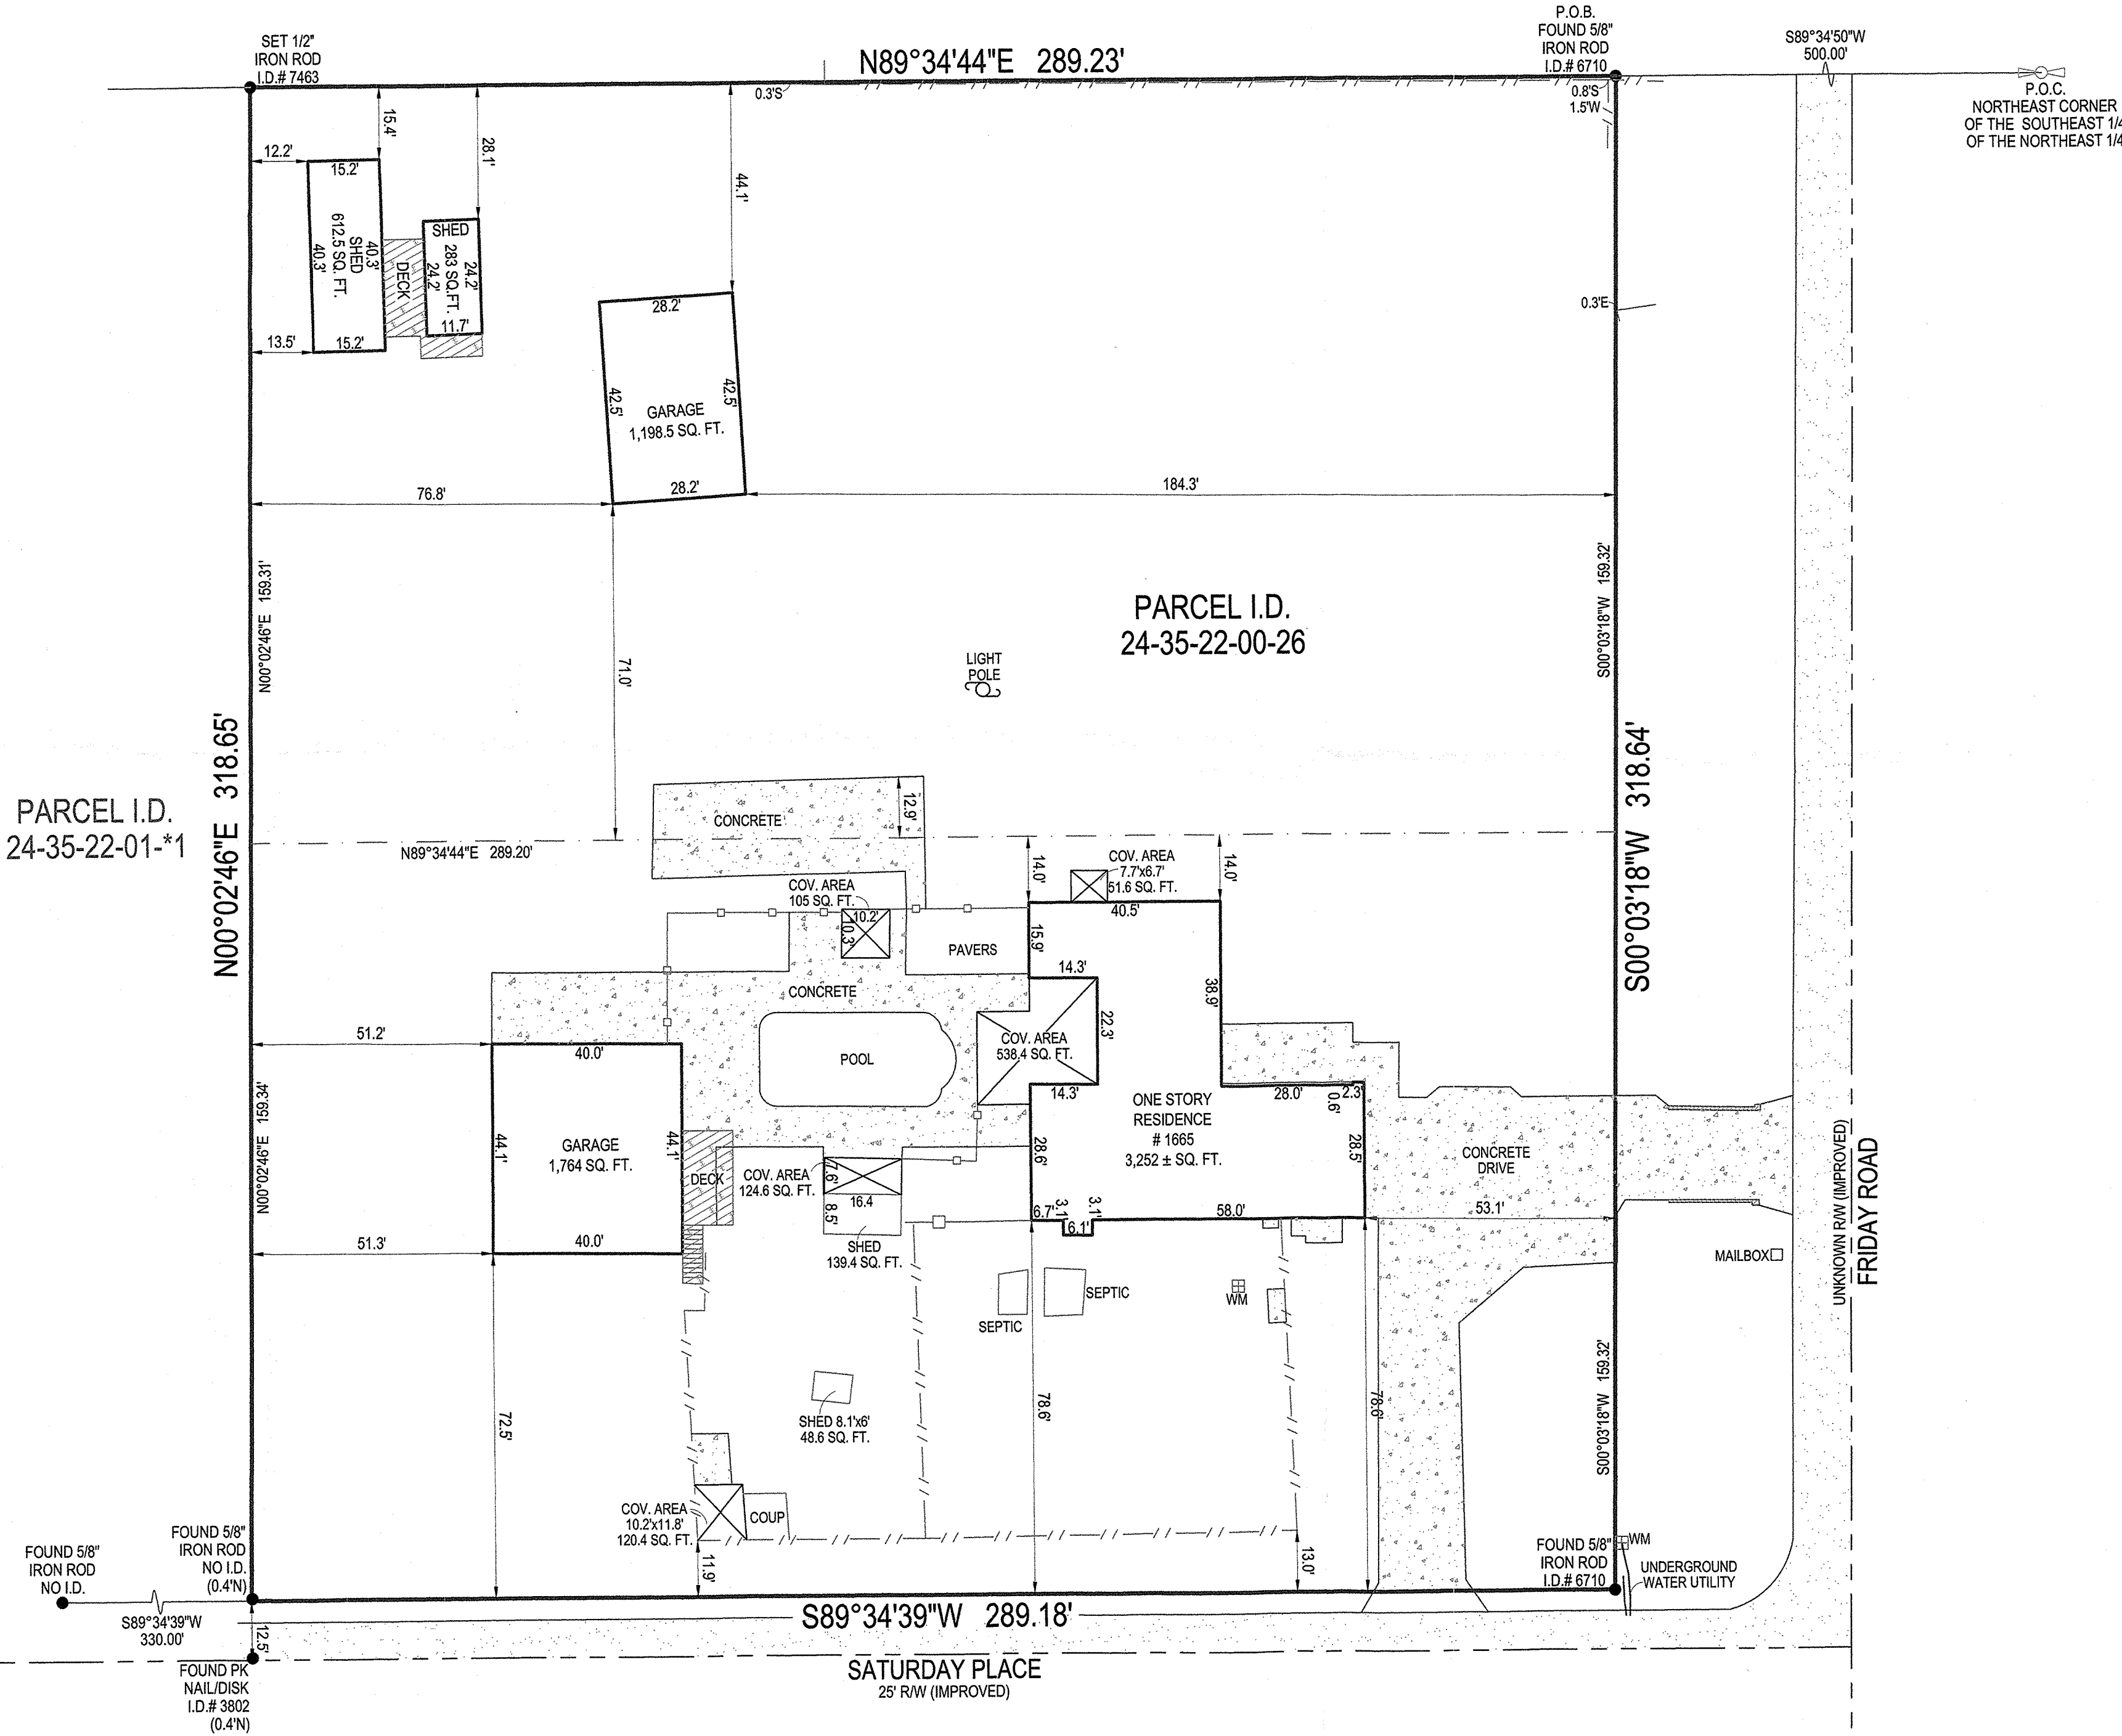 SET 1/2"
IRON ROD
I.D.# 7463
N89°34'44"E 289.23'
P.O.B.
FOUND 5/8"
IRON ROD
I.D.# 6710
S89°34'50"W
500.00'
P.O.C.
NORTHEAST CORNER
OF THE SOUTHEAST 1/4
OF THE NORTHEAST 1/4
0.3'S
0.8'S
1.5'W
15.4'
28.1'
44.1'
12.2'
15.2'
40.3'
SHED
612.5 SQ. FT.
40.3'
13.5'
15.2'
DECK
SHED
24.2'
283 SQ.FT.
24.2'
11.7'
0.3'E
28.2'
42.5'
42.5'
GARAGE
1,198.5 SQ. FT.
28.2'
76.8'
184.3'
N00°02'46"E 159.31'
S00°03'18"W 159.32'
71.0'
PARCEL I.D.
24-35-22-00-26
LIGHT
POLE
PARCEL I.D.
24-35-22-01-*1
N00°02'46"E 318.65'
S00°03'18"W 318.64'
CONCRETE
12.9'
N89°34'44"E 289.20'
14.0'
14.0'
COV. AREA
7.7'x6.7'
51.6 SQ. FT.
COV. AREA
105 SQ. FT.
10.2'
10.3'
40.5'
15.9'
PAVERS
14.3'
38.9'
CONCRETE
22.3'
COV. AREA
538.4 SQ. FT.
POOL
51.2'
40.0'
14.3'
28.0'
2.3'
0.6'
ONE STORY
RESIDENCE
# 1665
3,252 ± SQ. FT.
N00°02'46"E 159.34'
44.1'
44.1'
GARAGE
1,764 SQ. FT.
28.6'
28.5'
CONCRETE
DRIVE
DECK
COV. AREA
124.6 SQ. FT.
7.6'
16.4
8.5'
6.7'
3.1'
3.1'
6.1'
58.0'
53.1'
UNKNOWN R/W (IMPROVED)
FRIDAY ROAD
51.3'
40.0'
SHED
139.4 SQ. FT.
MAILBOX
SEPTIC
SEPTIC
WM
72.5'
78.6'
78.6'
S00°03'18"W 159.32'
SHED 8.1'x6'
48.6 SQ. FT.
COV. AREA
10.2'x11.8'
120.4 SQ. FT.
COUP
11.9'
13.0'
FOUND 5/8"
IRON ROD
NO I.D.
FOUND 5/8"
IRON ROD
NO I.D.
(0.4'N)
FOUND 5/8"
IRON ROD
I.D.# 6710
WM
UNDERGROUND
WATER UTILITY
S89°34'39"W
330.00'
12.5'
S89°34'39"W 289.18'
FOUND PK
NAIL/DISK
I.D.# 3802
(0.4'N)
SATURDAY PLACE
25' R/W (IMPROVED)